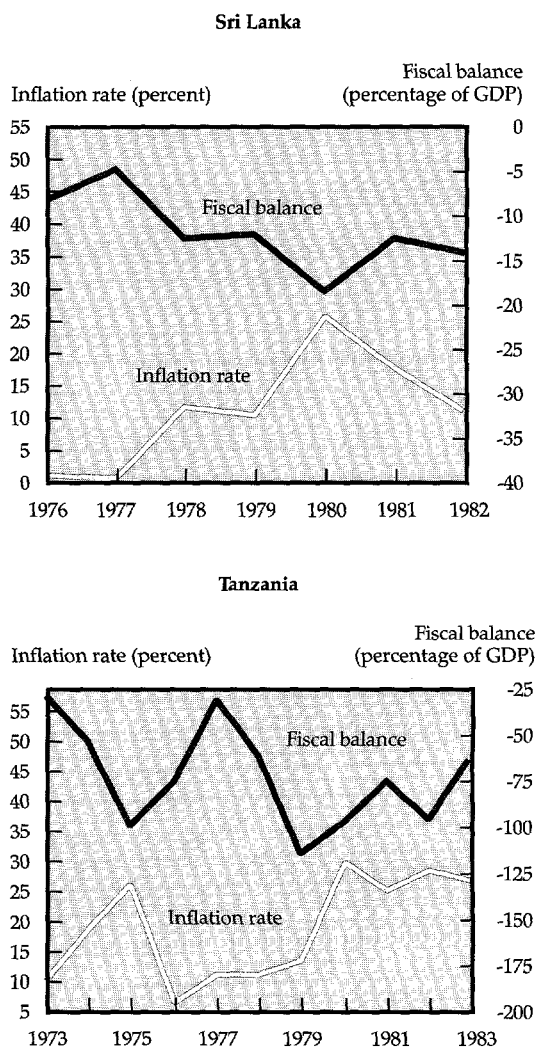 Sri Lanka
Fiscal balance
Inflation rate (percent) (percentage of GDP)
55 0
50 -5
45 -10
Fiscal balance
40
35 -15
30 -20
25 -25
20
Inflation rate
15 -30
10 -35
5
0 -40
1976 1977 1978 1979 1980 1981 1982
Tanzania
Fiscal balance
Inflation rate (percent) (percentage of GDP)
-25
55
50 Fiscal balance -50
45 -75
40
35 -100
30 -125
25
20 Inflation rate -150
15
10 -175
5 -200
1973 1975 1977 1979 1981 1983